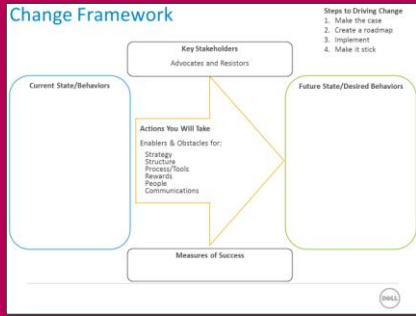 Change Framework
Steps to Driving Change
1. Make the case
2. Create a roadmap
3. Implement
4. Make it stick
Key Stakeholders
Advocates and Resistors
Current State/Behaviors
Future State/Desired Behaviors
Actions You Will Take
Enablers & Obstacles for:
Strategy
Structure
Process/Tools
Rewards
People
Communications
Measures of Success
DELL